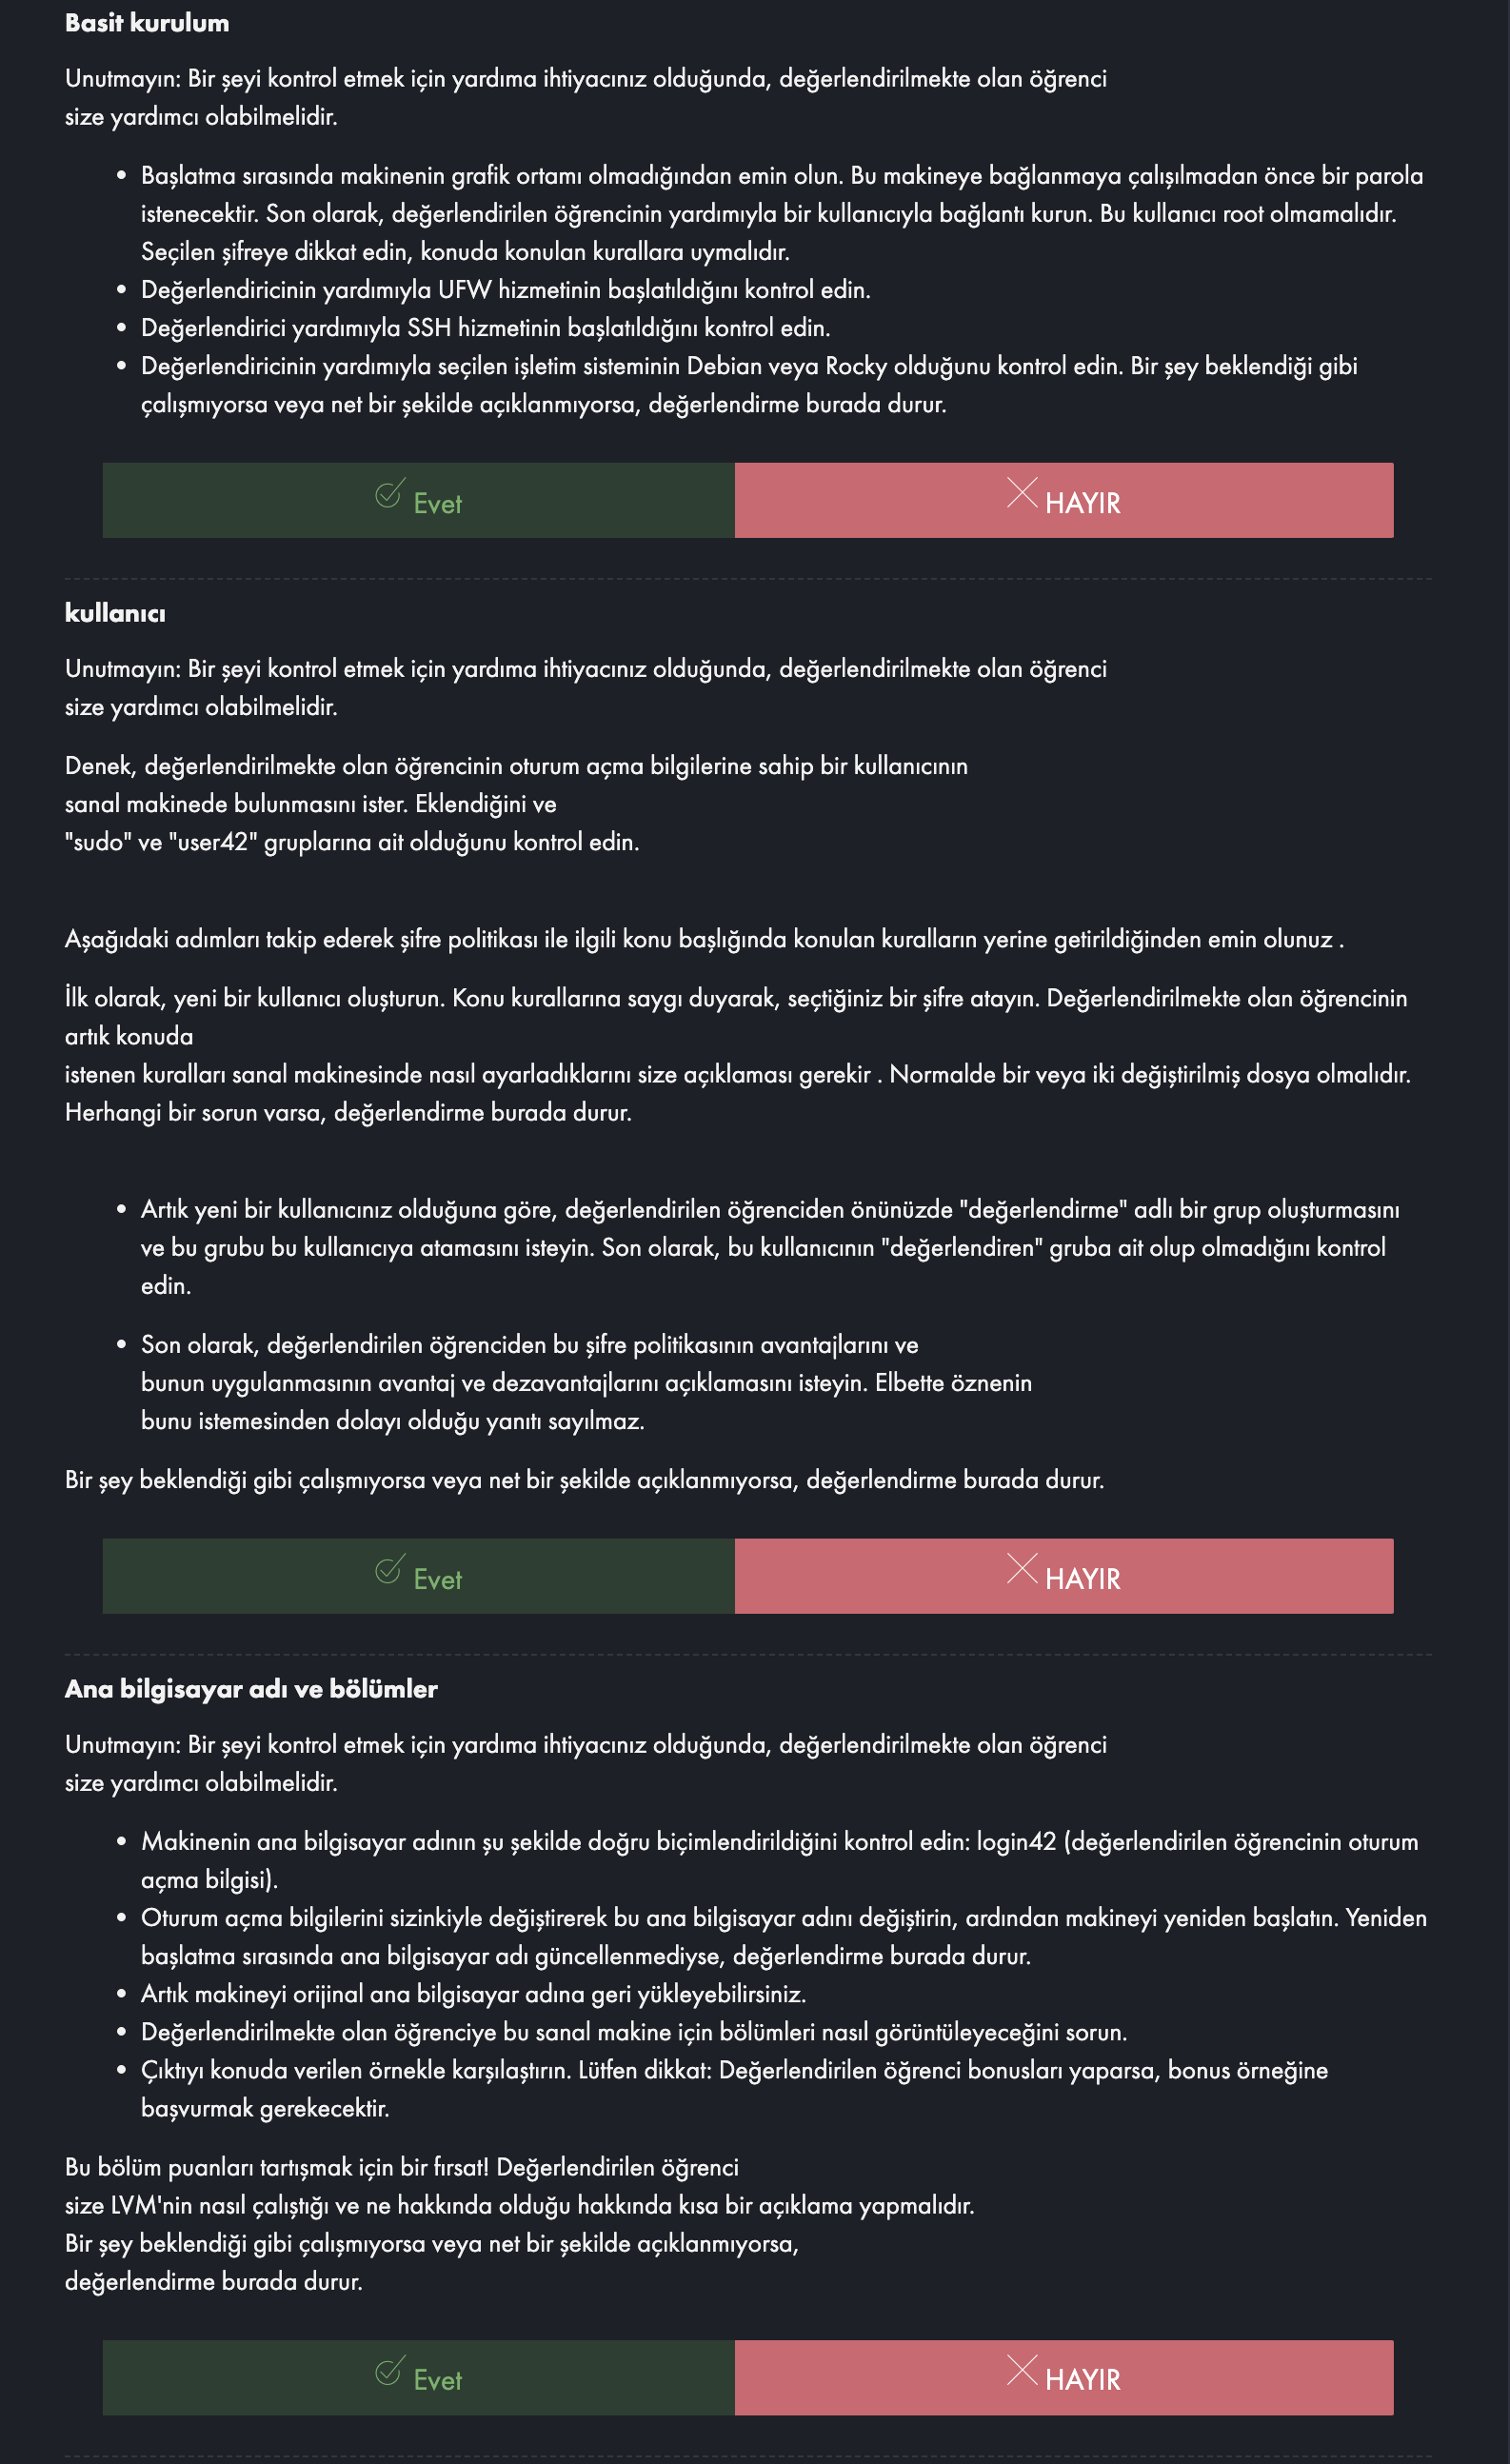 Basit kurulum
Unutmayın: Bir şeyi kontrol etmek için yardıma ihtiyacınız olduğunda, değerlendirilmekte olan öğrenci
size yardımcı olabilmelidir.
• Başlatma sırasında makinenin grafik ortamı olmadığından emin olun. Bu makineye bağlanmaya çalışılmadan önce bir parola
istenecektir. Son olarak, değerlendirilen öğrencinin yardımıyla bir kullanıcıyla bağlantı kurun. Bu kullanıcı root olmamalıdır.
Seçilen şifreye dikkat edin, konuda konulan kurallara uymalıdır.
• Değerlendiricinin yardımıyla UFW hizmetinin başlatıldığını kontrol edin.
• Değerlendirici yardımıyla SSH hizmetinin başlatıldığını kontrol edin.
• Değerlendiricinin yardımıyla seçilen işletim sisteminin Debian veya Rocky olduğunu kontrol edin. Bir şey beklendiği gibi
çalışmıyorsa veya net bir şekilde açıklanmıyorsa, değerlendirme burada durur.
Evet HAYIR
kullanıcı
Unutmayın: Bir şeyi kontrol etmek için yardıma ihtiyacınız olduğunda, değerlendirilmekte olan öğrenci
size yardımcı olabilmelidir.
Denek, değerlendirilmekte olan öğrencinin oturum açma bilgilerine sahip bir kullanıcının
sanal makinede bulunmasını ister. Eklendiğini ve
"sudo" ve "user42" gruplarına ait olduğunu kontrol edin.
Aşağıdaki adımları takip ederek şifre politikası ile ilgili konu başlığında konulan kuralların yerine getirildiğinden emin olunuz .
İlk olarak, yeni bir kullanıcı oluşturun. Konu kurallarına saygı duyarak, seçtiğiniz bir şifre atayın. Değerlendirilmekte olan öğrencinin
artık konuda
istenen kuralları sanal makinesinde nasıl ayarladıklarını size açıklaması gerekir . Normalde bir veya iki değiştirilmiş dosya olmalıdır.
Herhangi bir sorun varsa, değerlendirme burada durur.
• Artık yeni bir kullanıcınız olduğuna göre, değerlendirilen öğrenciden önünüzde "değerlendirme" adlı bir grup oluşturmasını
ve bu grubu bu kullanıcıya atamasını isteyin. Son olarak, bu kullanıcının "değerlendiren" gruba ait olup olmadığını kontrol
edin.
• Son olarak, değerlendirilen öğrenciden bu şifre politikasının avantajlarını ve
bunun uygulanmasının avantaj ve dezavantajlarını açıklamasını isteyin. Elbette öznenin
bunu istemesinden dolayı olduğu yanıtı sayılmaz.
Bir şey beklendiği gibi çalışmıyorsa veya net bir şekilde açıklanmıyorsa, değerlendirme burada durur.
Evet HAYIR
Ana bilgisayar adı ve bölümler
Unutmayın: Bir şeyi kontrol etmek için yardıma ihtiyacınız olduğunda, değerlendirilmekte olan öğrenci
size yardımcı olabilmelidir.
• Makinenin ana bilgisayar adının şu şekilde doğru biçimlendirildiğini kontrol edin: login42 (değerlendirilen öğrencinin oturum
açma bilgisi).
• Oturum açma bilgilerini sizinkiyle değiştirerek bu ana bilgisayar adını değiştirin, ardından makineyi yeniden başlatın. Yeniden
başlatma sırasında ana bilgisayar adı güncellenmediyse, değerlendirme burada durur.
• Artık makineyi orijinal ana bilgisayar adına geri yükleyebilirsiniz.
• Değerlendirilmekte olan öğrenciye bu sanal makine için bölümleri nasıl görüntüleyeceğini sorun.
• Çıktıyı konuda verilen örnekle karşılaştırın. Lütfen dikkat: Değerlendirilen öğrenci bonusları yaparsa, bonus örneğine
başvurmak gerekecektir.
Bu bölüm puanları tartışmak için bir fırsat! Değerlendirilen öğrenci
size LVM'nin nasıl çalıştığı ve ne hakkında olduğu hakkında kısa bir açıklama yapmalıdır.
Bir şey beklendiği gibi çalışmıyorsa veya net bir şekilde açıklanmıyorsa,
değerlendirme burada durur.
Evet HAYIR